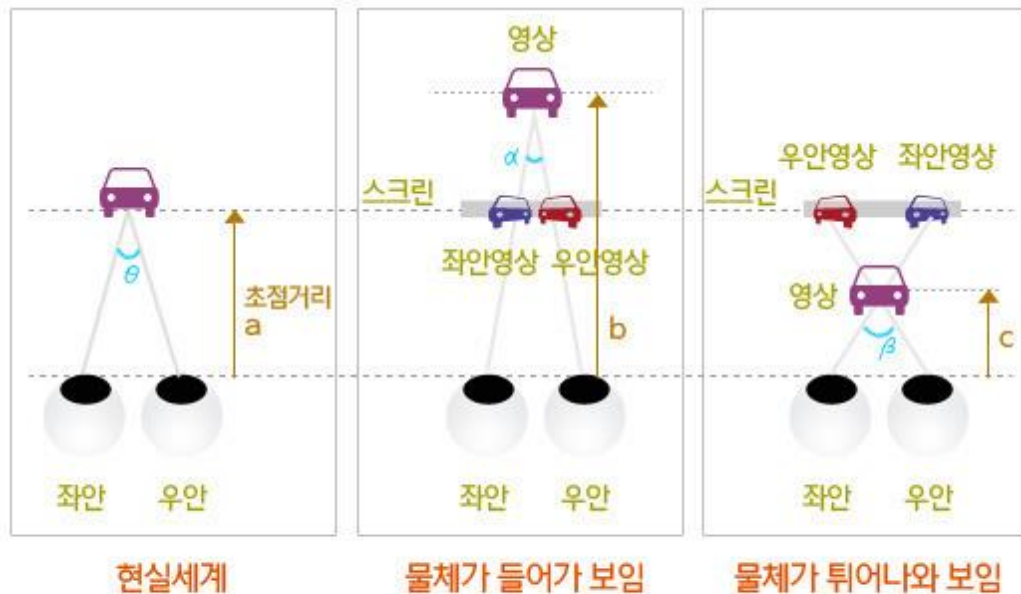 θ
초점거리
a
좌안
우안
현실세계
영상
α
스크린
좌안영상
우안영상
b
좌안
우안
물체가 들어가 보임
우안영상
좌안영상
스크린
영상
β
c
좌안
우안
물체가 튀어나와 보임